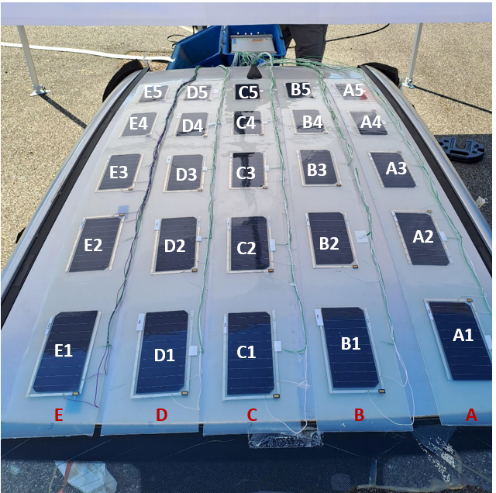 E5 D5 C5 B5 A5
E4 D4 C4 B4 A4
E3 D3 C3 B3 A3
E2 D2 C2 B2 A2
E1 D1 C1 B1 A1
E D C B A